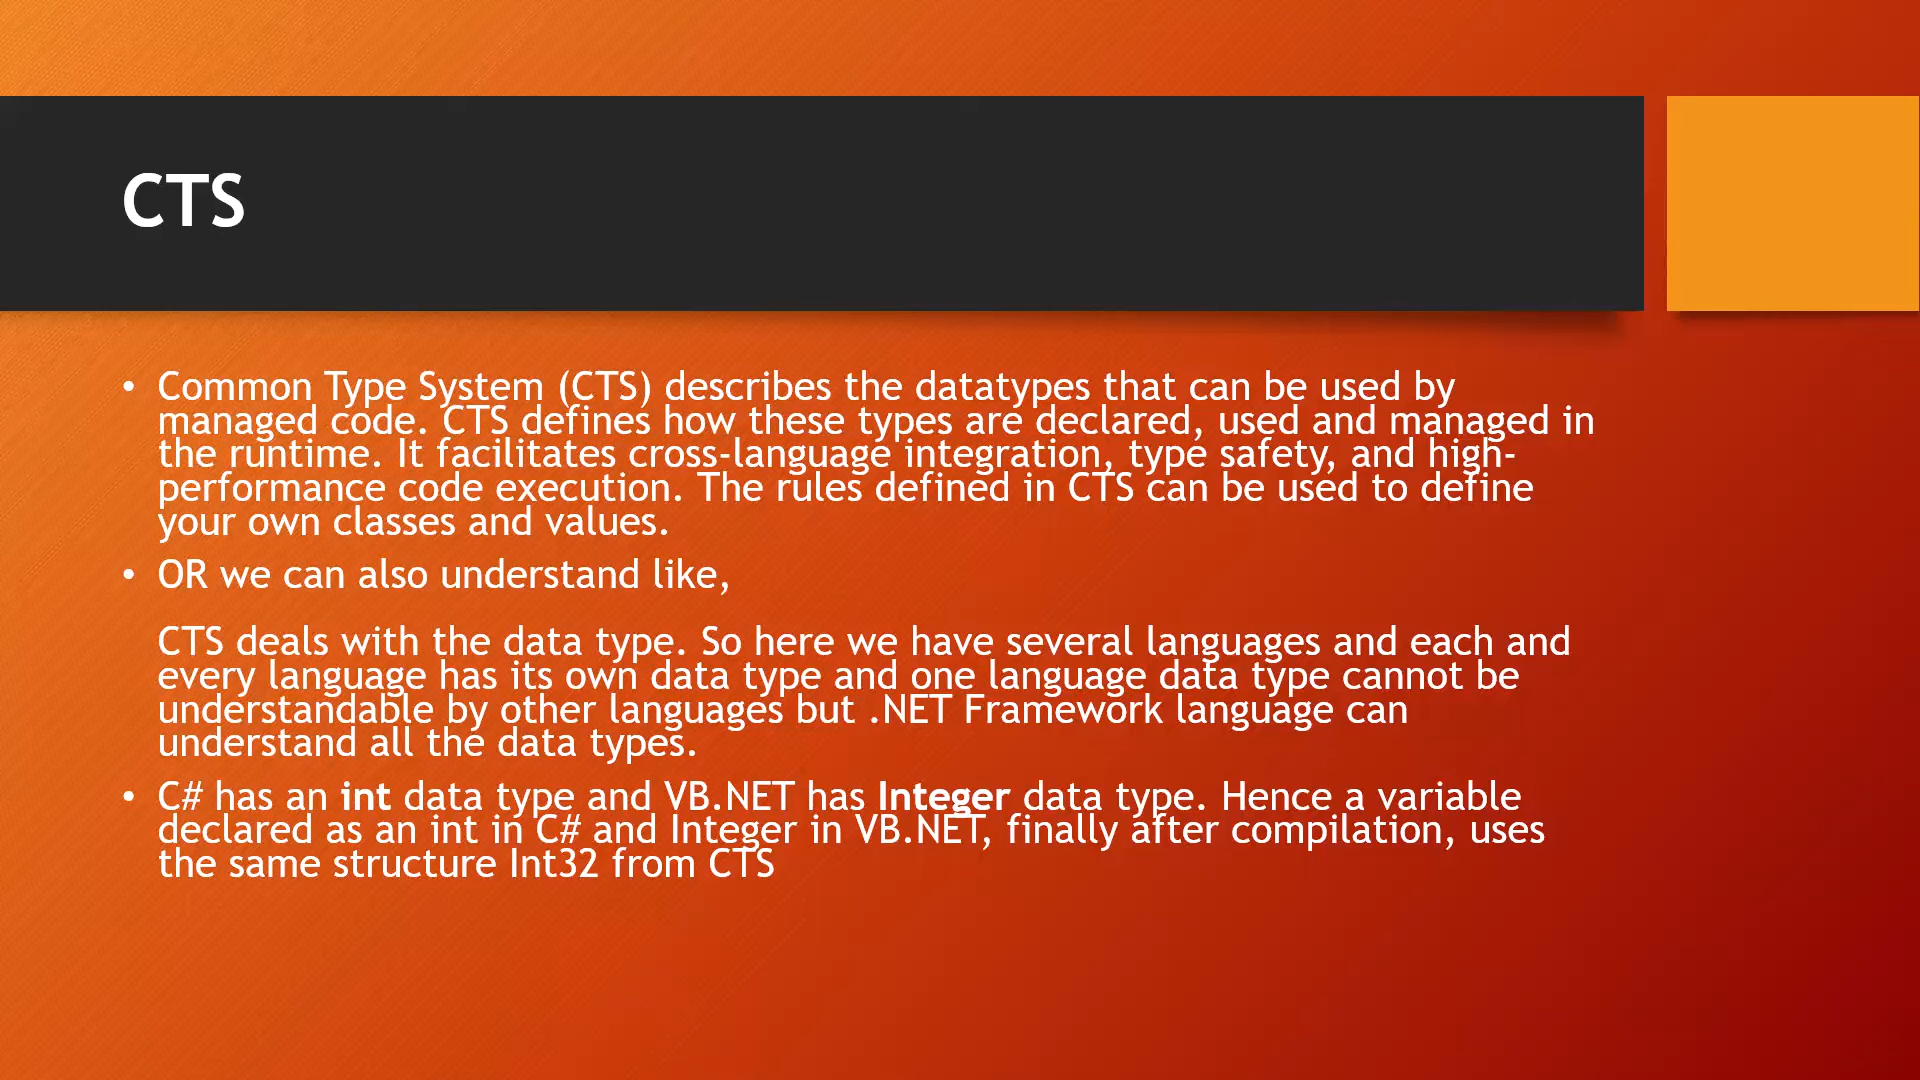 CTS
• Common Type System (CTS) describes the datatypes that can be used by
managed code. CTS defines how these types are declared, used and managed in
the runtime. It facilitates cross-language integration, type safety, and high-
performance code execution. The rules defined in CTS can be used to define
your own classes and values.
• OR we can also understand like,
CTS deals with the data type. So here we have several languages and each and
every language has its own data type and one language data type cannot be
understandable by other languages but .NET Framework language can
understand all the data types.
• C# has an int data type and VB.NET has Integer data type. Hence a variable
declared as an int in C# and Integer in VB.NET, finally after compilation, uses
the same structure Int32 from CTS